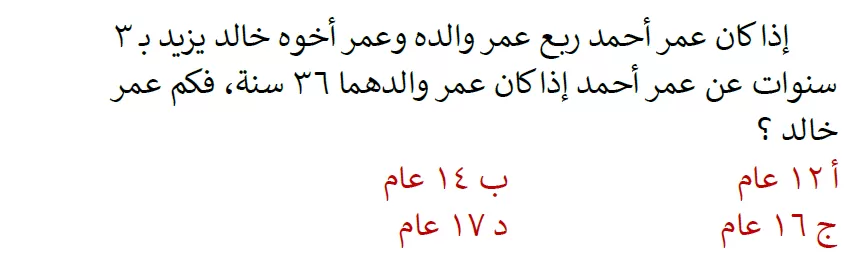 إذا كان عمر أحمد ربع عمر والده وعمر أخوه خالد يزيد بـ ٣
سنوات عن عمر أحمد إذا كان عمر والدهما ٣٦ سنة، فكم عمر
خالد ؟
أ ١٢ عام ب ١٤ عام
ج ١٦ عام د ١٧ عام